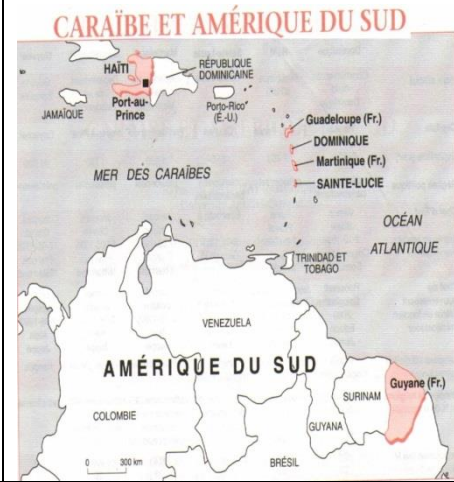 CARAÏBE ET AMÉRIQUE DU SUD
HAÏTI
RÉPUBLIQUE
DOMINICAINE
JAMAÏQUE
Port-au-
Prince
Porto-Rico
(É.-U.)
Guadeloupe (Fr.)
DOMINIQUE
Martinique (Fr.)
SAINTE-LUCIE
MER DES CARAÏBES
OCÉAN
ATLANTIQUE
TRINIDAD ET
TOBAGO
VENEZUELA
AMÉRIQUE DU SUD
Guyane (Fr.)
SURINAM
GUYANA
COLOMBIE
BRÉSIL
0 300 km